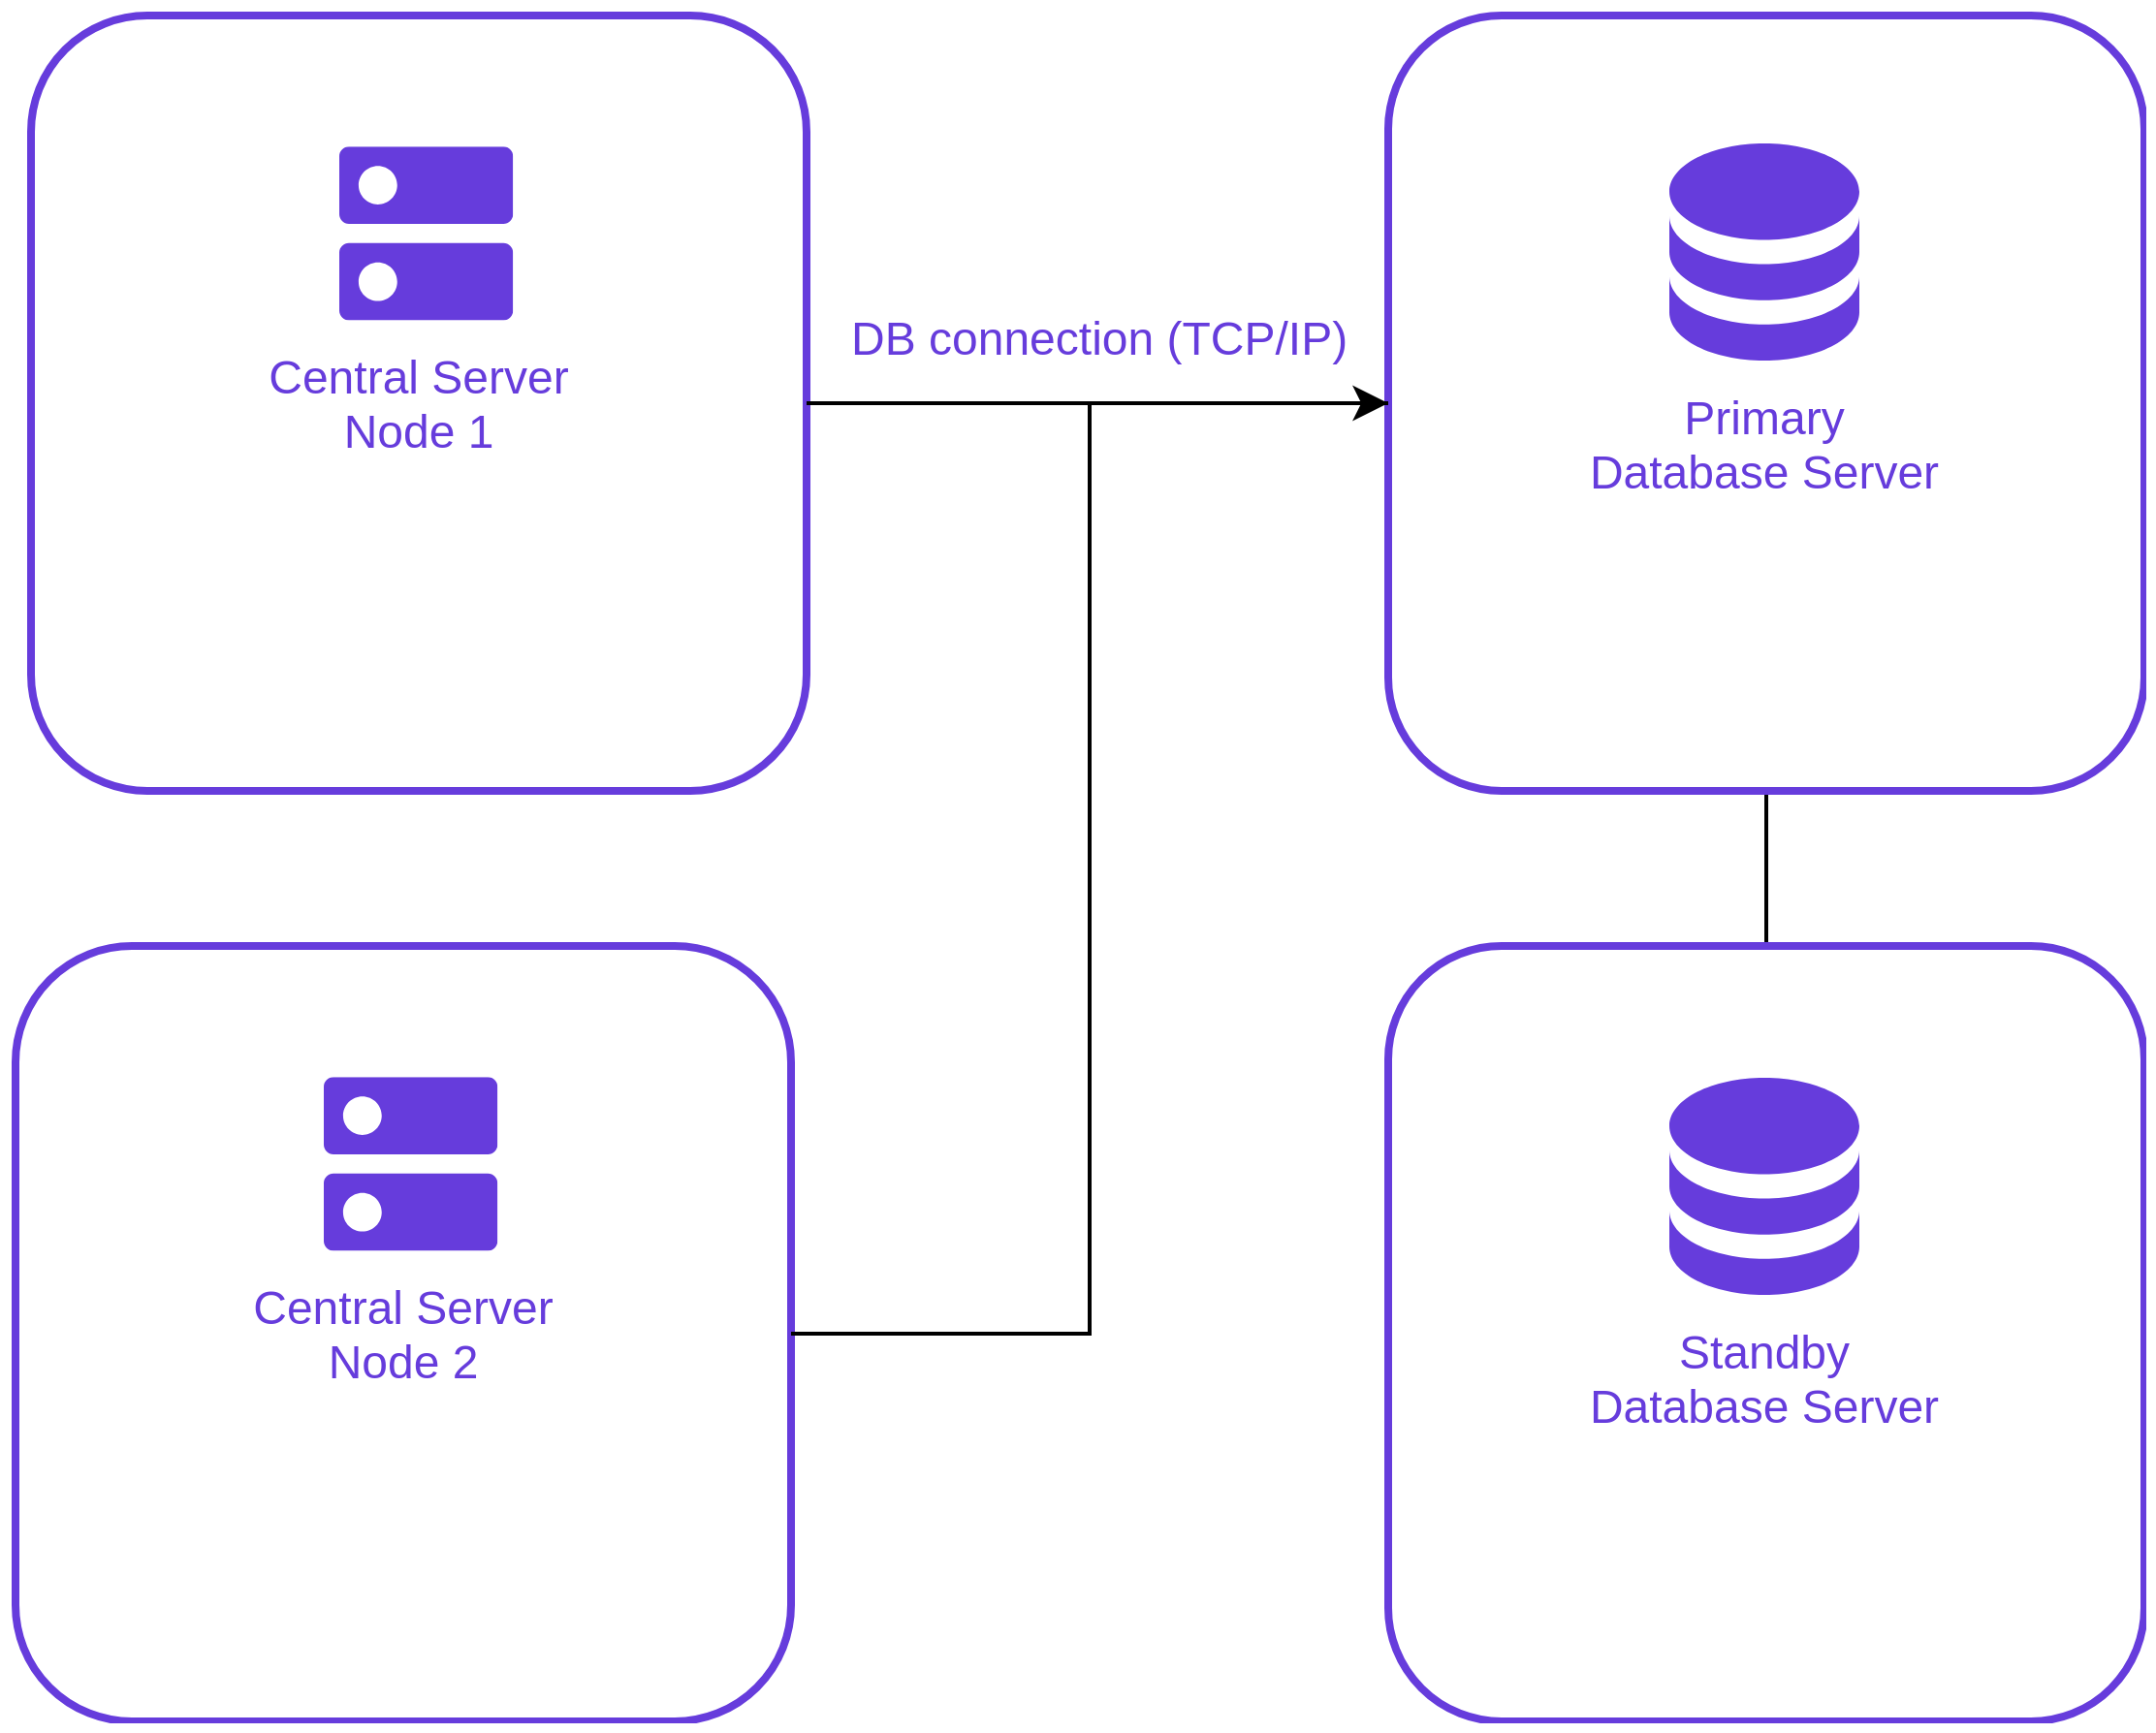 Central Server
Node 1
DB connection (TCP/IP)
Primary
Database Server
Central Server
Node 2
Standby
Database Server